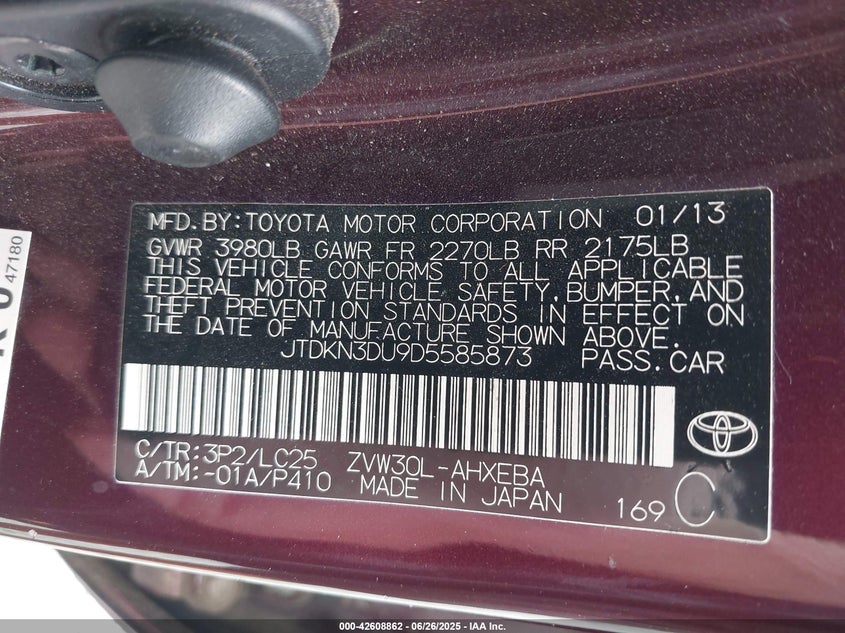 MFD.BY:TOYOTA MOTOR CORPORATION 01/13
GVWR 3980LB GAWR FR 2270LB RR 2175LB
THIS VEHICLE CONFORMS TO ALL APPLICABLE
FEDERAL MOTOR VEHICLE SAFETY,BUMPER,AND
THEFT PREVENTION STANDARDS IN EFFECT ON
THE DATE OF MANUFACTURE SHOWN ABOVE.
JTDKN3DU9D5585873 PASS.CAR
C/TR:3P2/LC25 ZVW30L-AHXEBA
A/TM:-01A/P410 MADE IN JAPAN
169 C
47180
000-42608862 - 06/26/2025 - IAA Inc.